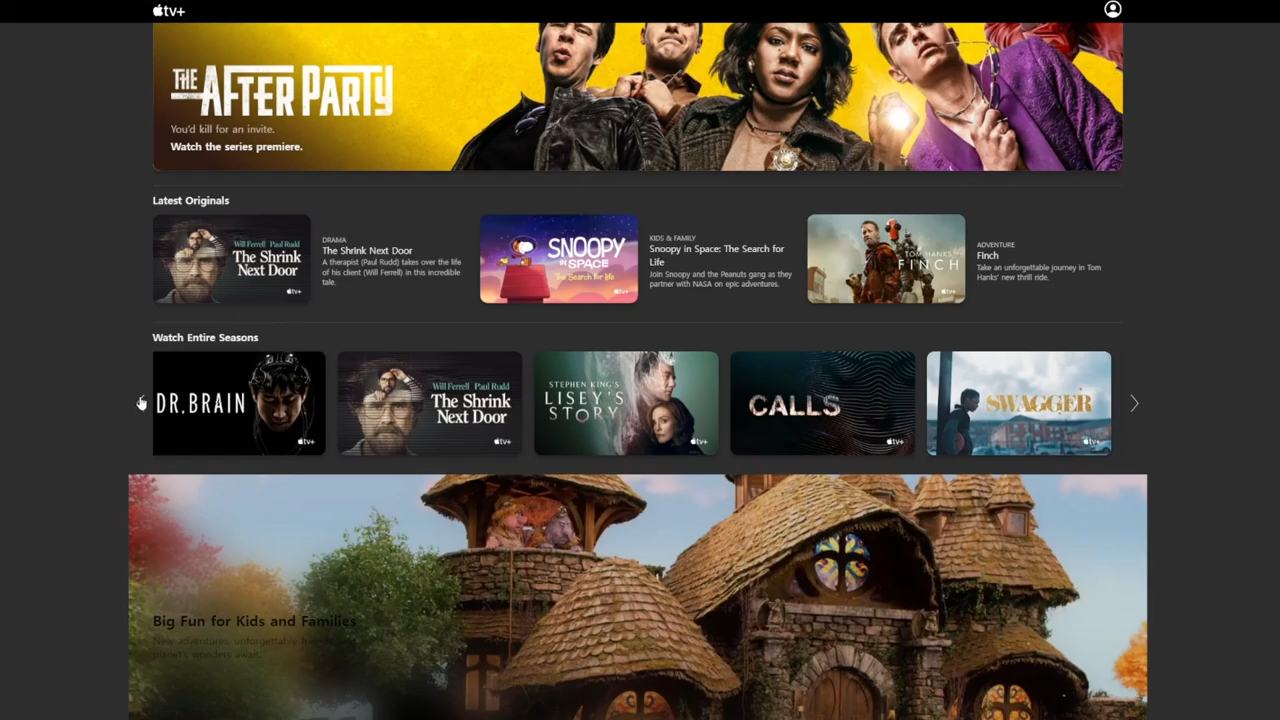 tv+
THE AFTER PARTY
You'd kill for an invite.
Watch the series premiere.
Latest Originals
Will Ferrell Paul Rudd
The Shrink
Next Door
tv+
DRAMA
The Shrink Next Door
A therapist (Paul Rudd) takes over the life
of his client (Will Ferrell) in this incredible
tale.
SNOOPY
IN SPACE
The Search for Life
tv+
KIDS & FAMILY
Snoopy in Space: The Search for
Life
Join Snoopy and the Peanuts gang as they
partner with NASA on epic adventures.
TOM HANKS
FINCH
tv+
ADVENTURE
Finch
Take an unforgettable journey in Tom
Hanks' new thrill ride.
Watch Entire Seasons
DR.BRAIN
tv+
Will Ferrell Paul Rudd
The Shrink
Next Door
tv+
STEPHEN KING'S
LISEY'S
STORY
tv+
CALLS
tv+
SWAGGER
tv+
Big Fun for Kids and Families
New adventures, unforgettable
planet's wonders await.